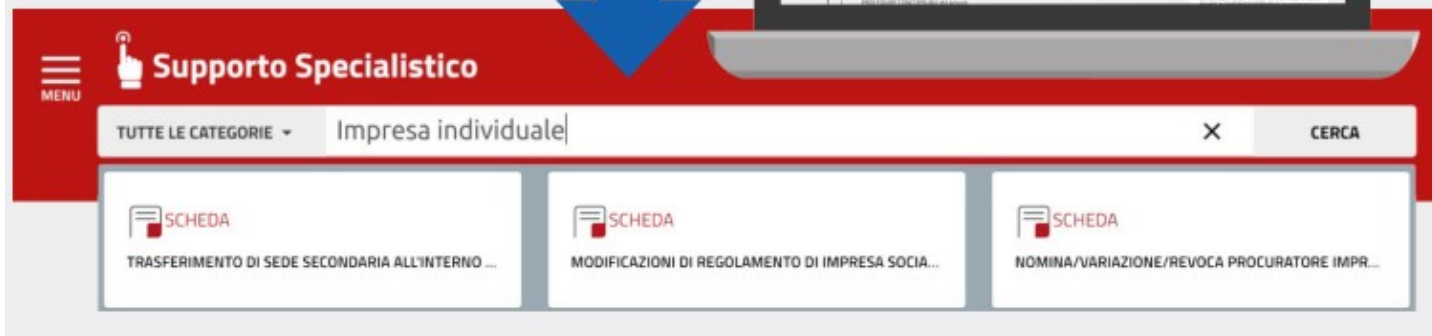 Supporto Specialistico
MENU
TUTTE LE CATEGORIE
Impresa individuale
CERCA
SCHEDA
TRASFERIMENTO DI SEDE SECONDARIA ALL'INTERNO ...
SCHEDA
MODIFICAZIONI DI REGOLAMENTO DI IMPRESA SOCIA...
SCHEDA
NOMINA/VARIAZIONE/REVOCA PROCURATORE IMPR...